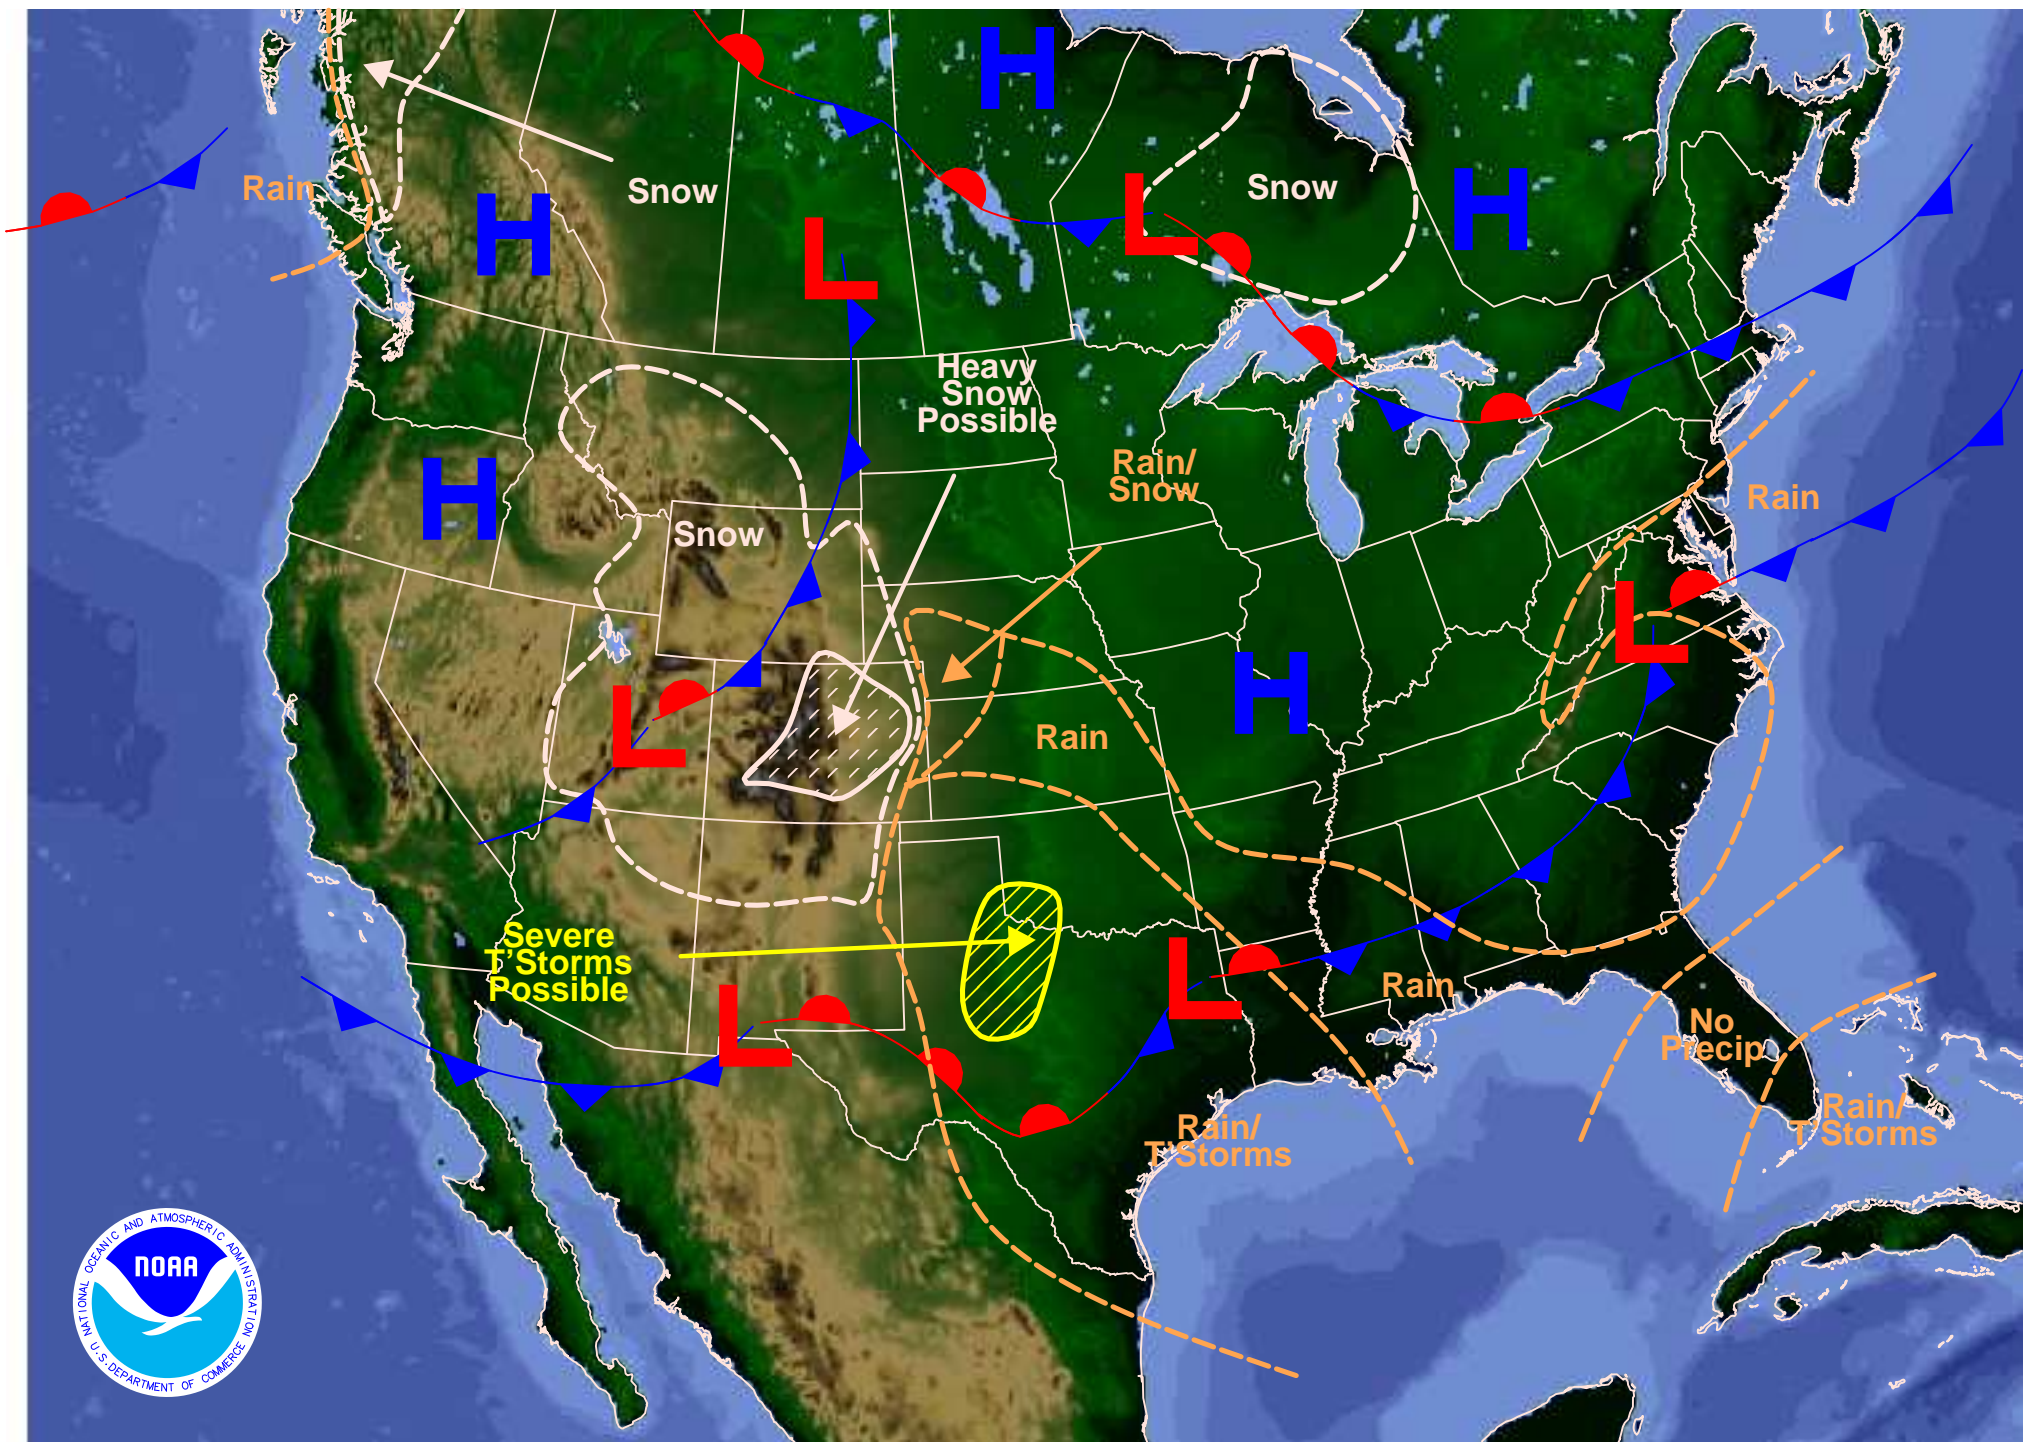 H
Rain
Snow
Snow
H
L
H
H
L
Heavy
Snow
Possible
Rain/
Snow
H
Rain
Snow
L
L
H
Rain
Severe
T'Storms
Possible
L
L
Rain
No
Precip
Rain/
T'Storms
Rain/
T'Storms
NATIONAL OCEANIC AND ATMOSPHERIC ADMINISTRATION
NOAA
U.S. DEPARTMENT OF COMMERCE